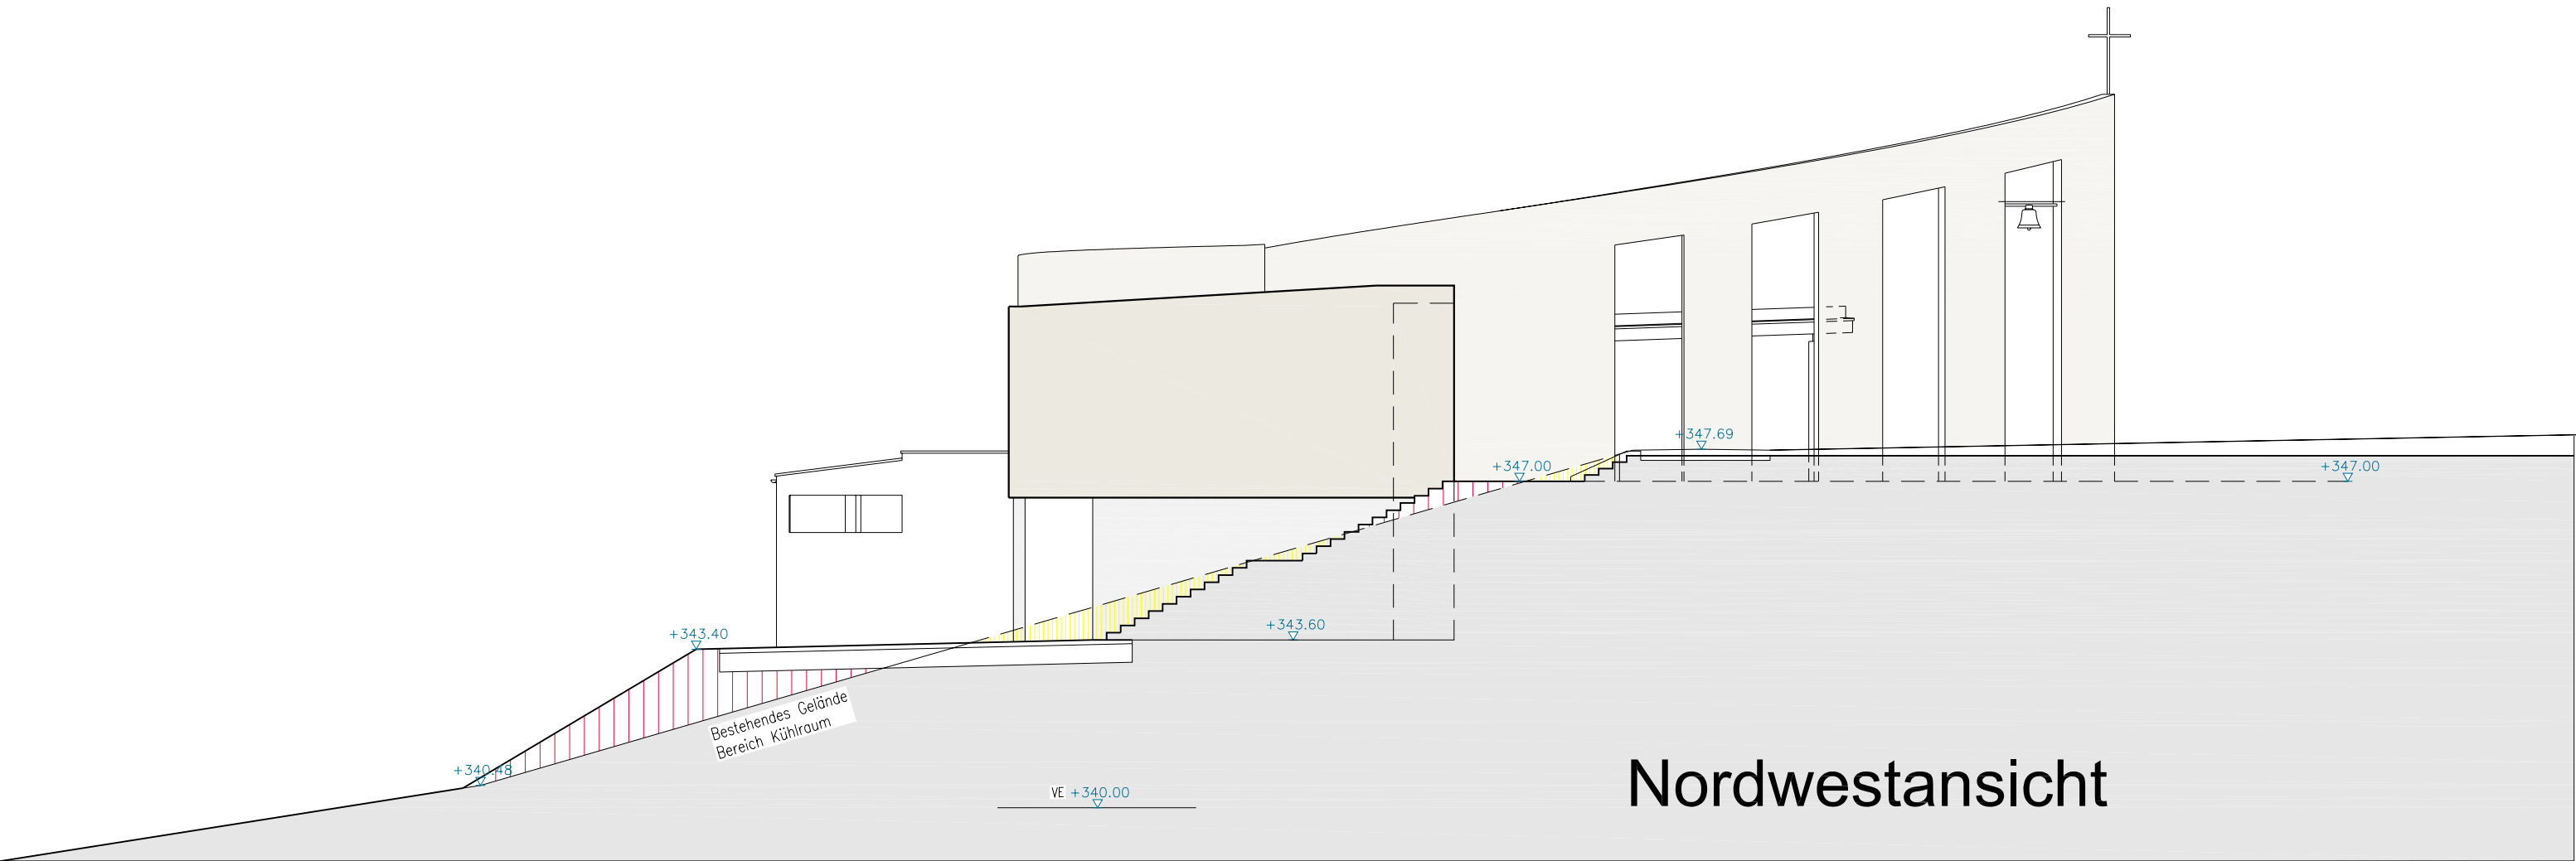 +347.69
+347.00
+347.00
+343.60
+343.40
Bestehendes Gelände
Bereich Kühlraum
+340.48
VE +340.00
Nordwestansicht